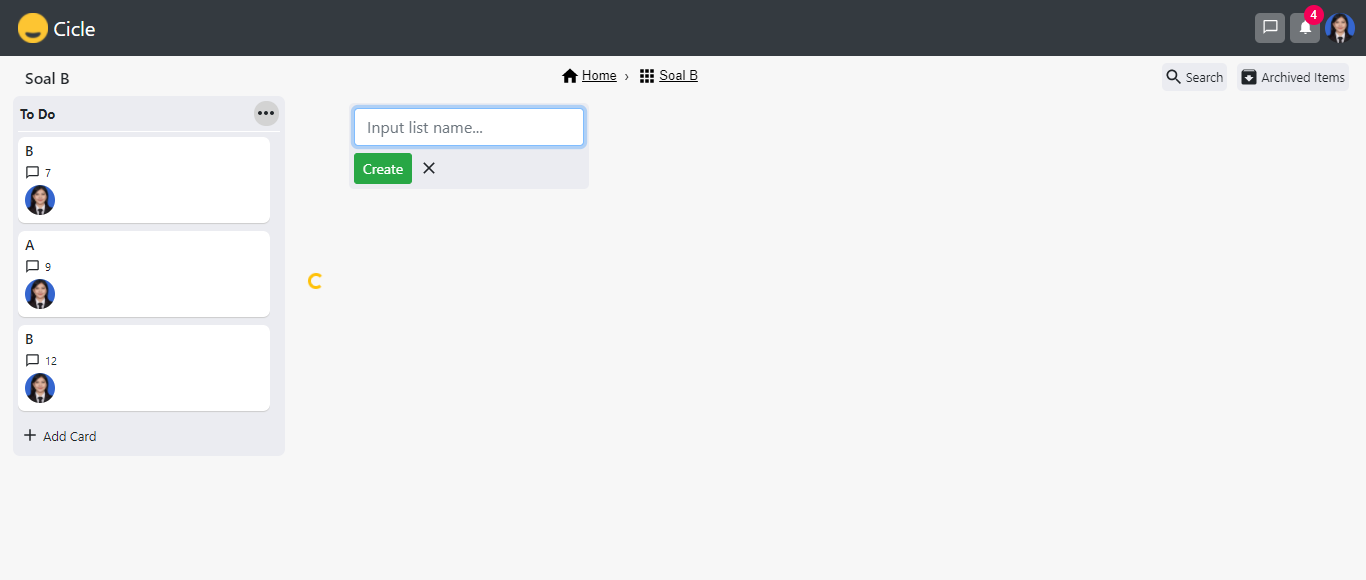 Cicle
4
Soal B
Home › Soal B
Search
Archived Items
To Do
B
7
A
9
B
12
Add Card
Input list name...
Create